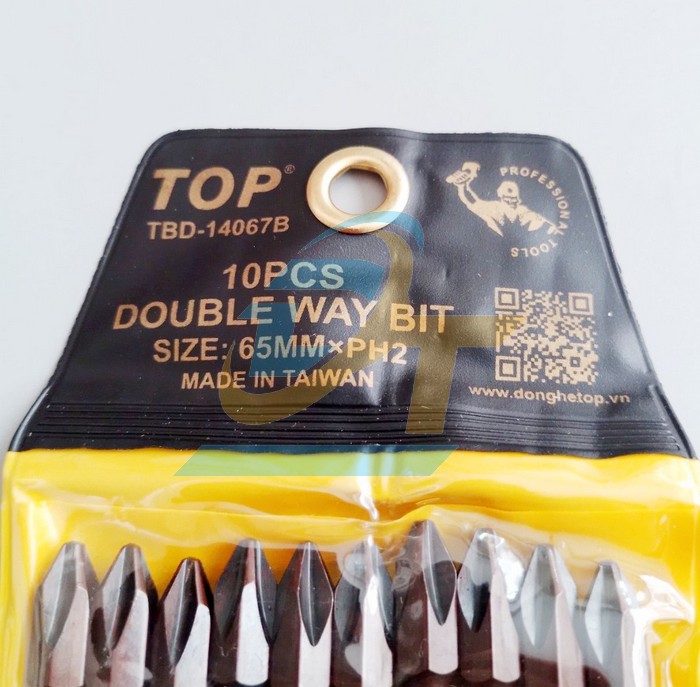 TOP®
TBD-14067B
PROFESSIONAL TOOLS
10PCS
DOUBLE WAY BIT
SIZE: 65MM×PH2
MADE IN TAIWAN
www.donghetop.vn